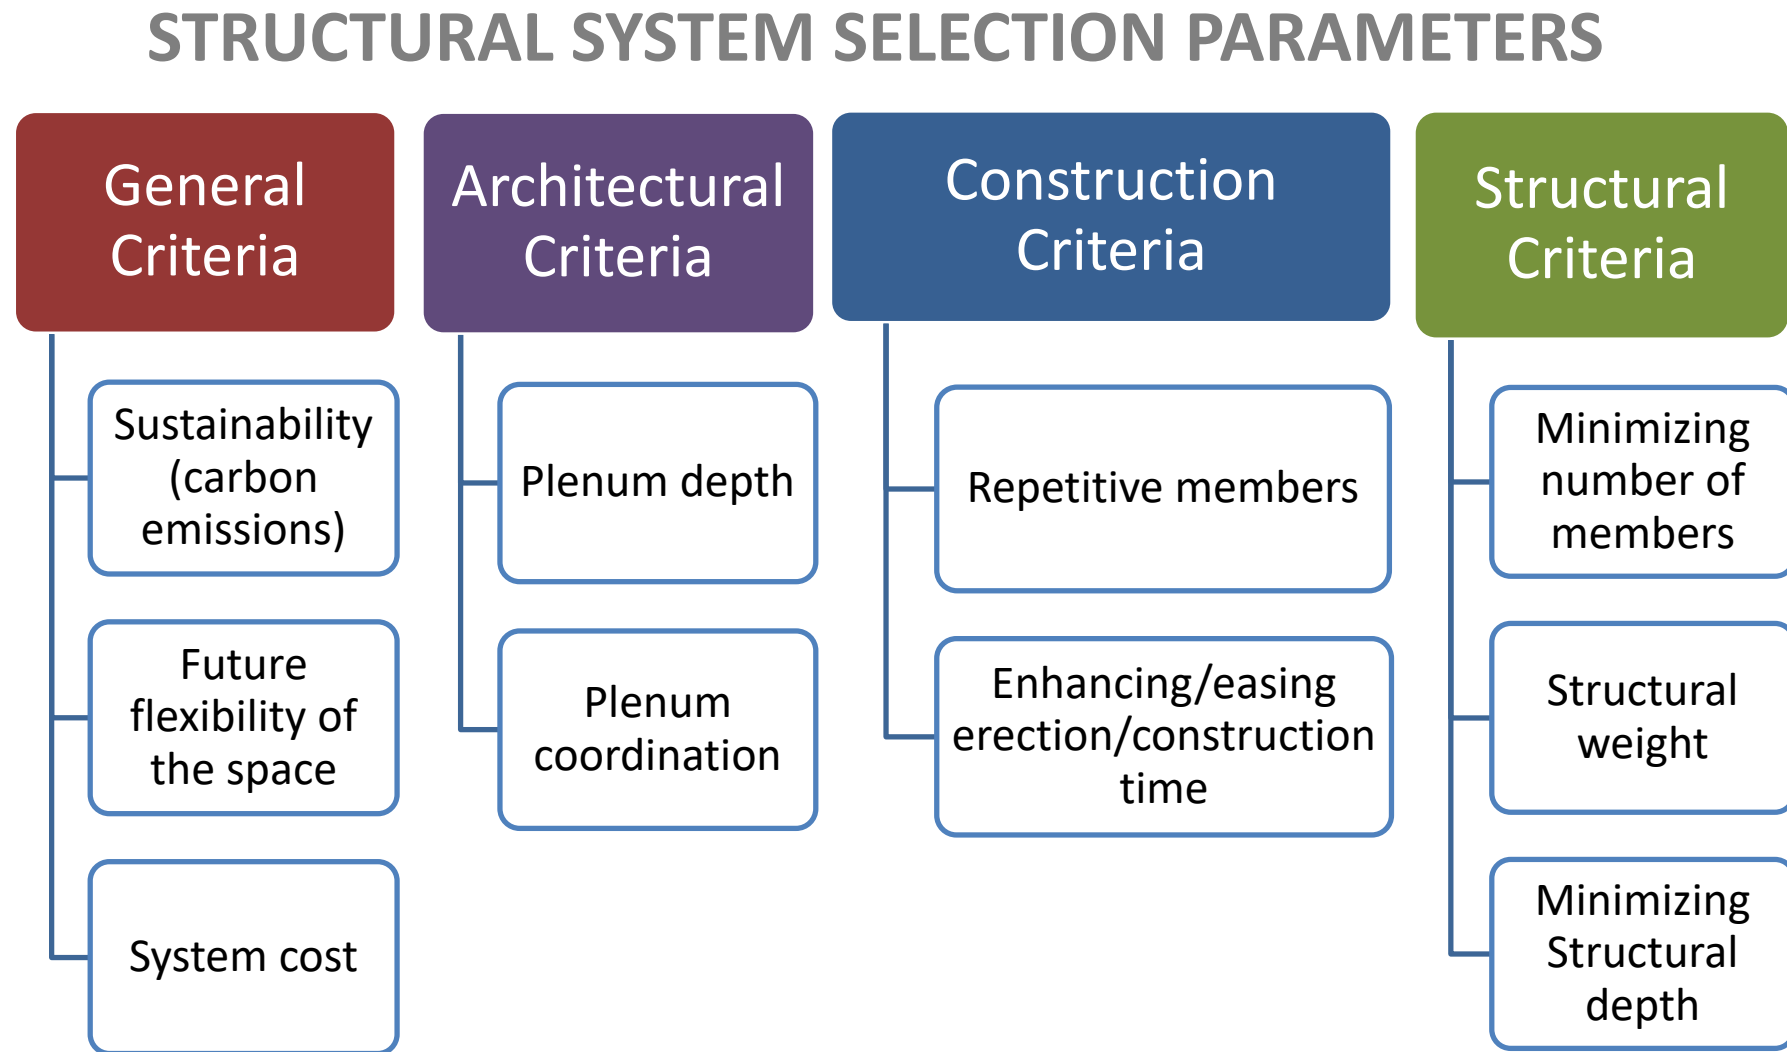 STRUCTURAL SYSTEM SELECTION PARAMETERS
General
Criteria
Sustainability
(carbon
emissions)
Future
flexibility of
the space
System cost
Architectural
Criteria
Plenum depth
Plenum
coordination
Construction
Criteria
Repetitive members
Enhancing/easing
erection/construction
time
Structural
Criteria
Minimizing
number of
members
Structural
weight
Minimizing
Structural
depth